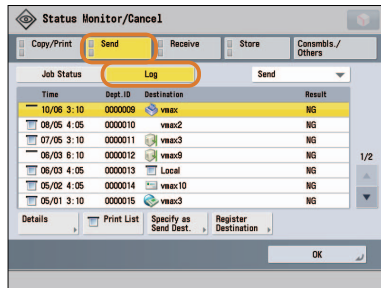 Status Monitor/Cancel
Copy/Print Send Receive Store Consmbls./
Others
Job Status Log Send
Time Dept.ID Destination Result
10/06 3:10 0000009 vmax NG
08/05 4:05 0000010 vmax2 NG
07/05 3:10 0000011 vmax3 NG
06/03 6:10 0000012 vmax9 NG
06/03 4:05 0000013 Local NG
05/02 4:05 0000014 vmax10 NG
05/01 3:10 0000015 vmax3 NG
1/2
Details Print List Specify as
Send Dest. Register
Destination
OK